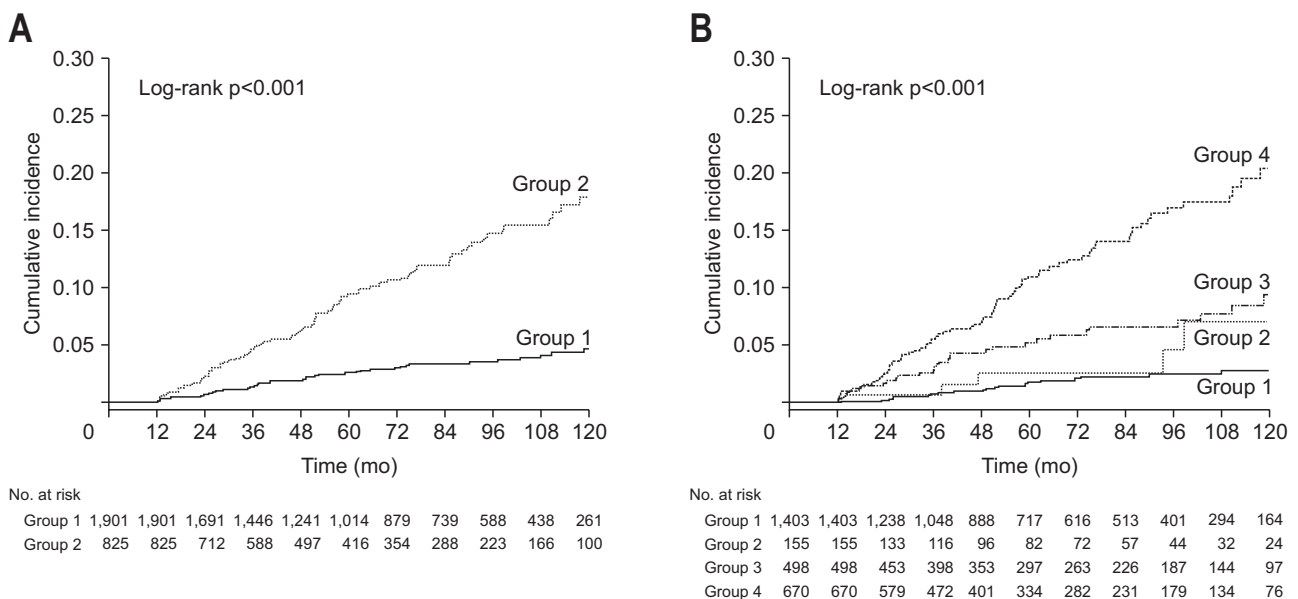 A
Cumulative incidence
0.30
0.25
0.20
0.15
0.10
0.05
Log-rank p<0.001
Group 2
Group 1
0 12 24 36 48 60 72 84 96 108 120
Time (mo)
No. at risk
Group 1 1,901 1,901 1,691 1,446 1,241 1,014 879 739 588 438 261
Group 2 825 825 712 588 497 416 354 288 223 166 100
B
Cumulative incidence
0.30
0.25
0.20
0.15
0.10
0.05
Log-rank p<0.001
Group 4
Group 3
Group 2
Group 1
0 12 24 36 48 60 72 84 96 108 120
Time (mo)
No. at risk
Group 1 1,403 1,403 1,238 1,048 888 717 616 513 401 294 164
Group 2 155 155 133 116 96 82 72 57 44 32 24
Group 3 498 498 453 398 353 297 263 226 187 144 97
Group 4 670 670 579 472 401 334 282 231 179 134 76